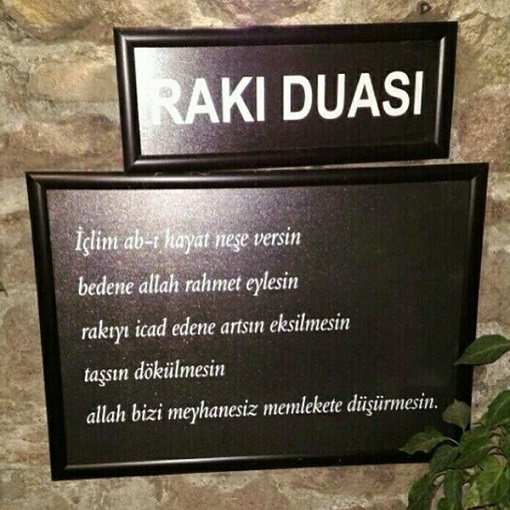 RAKI DUASI
İçlim ab-ı hayat neşe versin
bedene allah rahmet eylesin
rakıyı icad edene artsın eksilmesin
taşsın dökülmesin
allah bizi meyhanesiz memlekete düşürmesin.